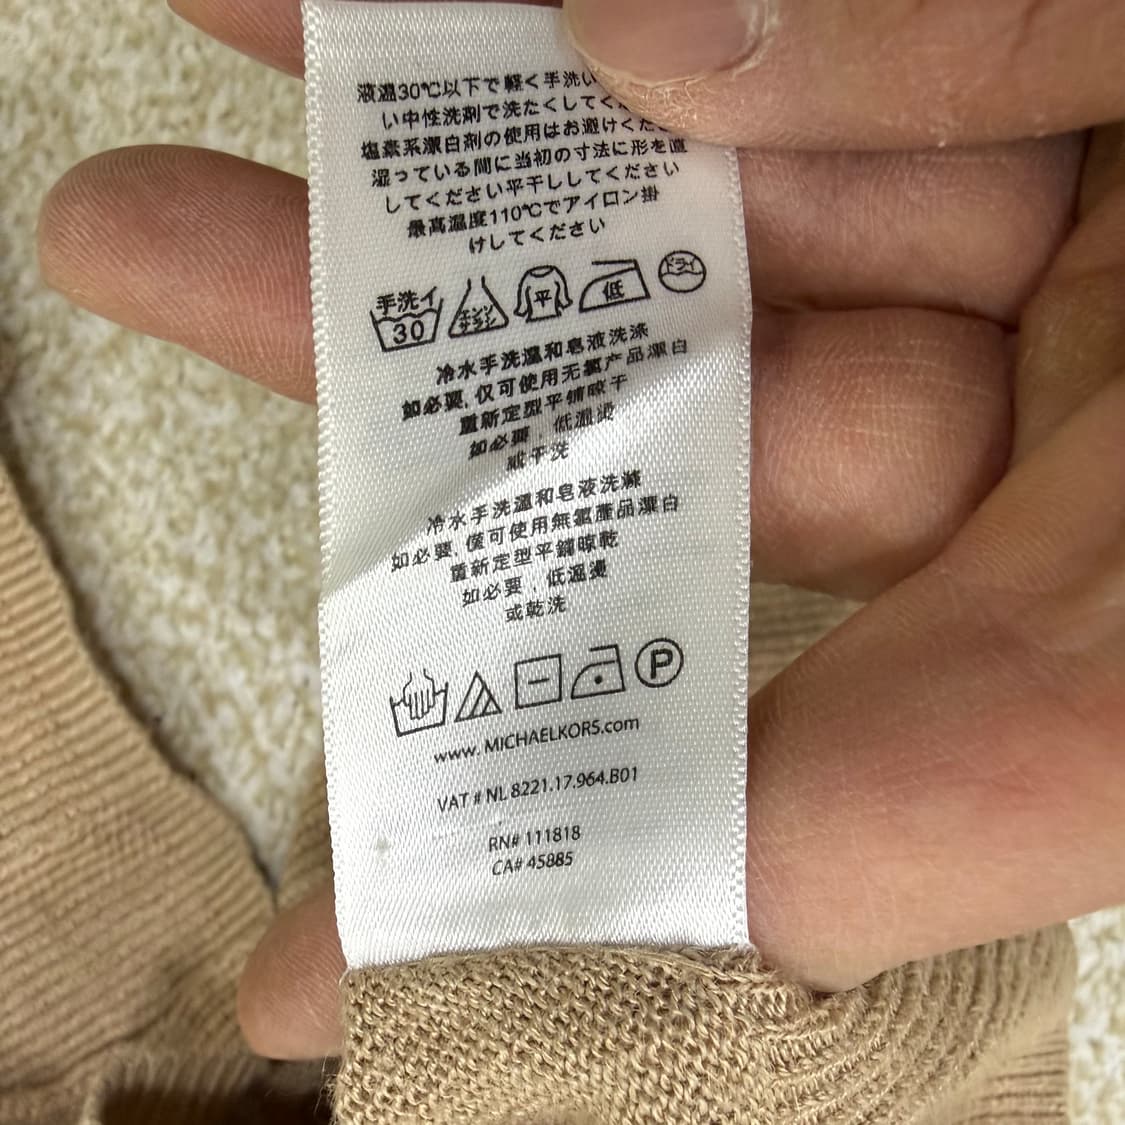 液温30℃以下で軽く手洗い
い中性洗剤で洗たくしてく
塩素系漂白剤の使用はお避けくださ
湿っている間に当初の寸法に形を直
してください平干ししてください
最高温度110℃でアイロン掛
けしてください
手洗イ 30 エンソ サラシ 平 低 ドライ
冷水手洗温和皂液洗涤
如必要,仅可使用无氯产品漂白
重新定型平铺晾干
如必要，低温烫
或干洗
冷水手洗溫和皂液洗滌
如必要,僅可使用無氯產品漂白
重新定型平鋪晾乾
如必要，低溫燙
或乾洗
P
www. MICHAELKORS.com
VAT # NL 8221.17.964.B01
RN# 111818
CA# 45885